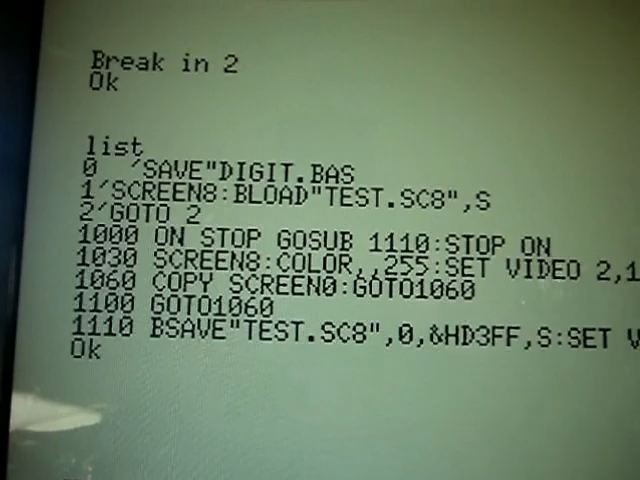 Break in 2
Ok
list
0  'SAVE"DIGIT.BAS
1'SCREEN8:BLOAD"TEST.SC8",S
2'GOTO 2
1000 ON STOP GOSUB 1110:STOP ON
1030 SCREEN8:COLOR,,255:SET VIDEO 2,1
1060 COPY SCREEN0:GOTO1060
1100 GOTO1060
1110 BSAVE"TEST.SC8",0,&HD3FF,S:SET V
Ok